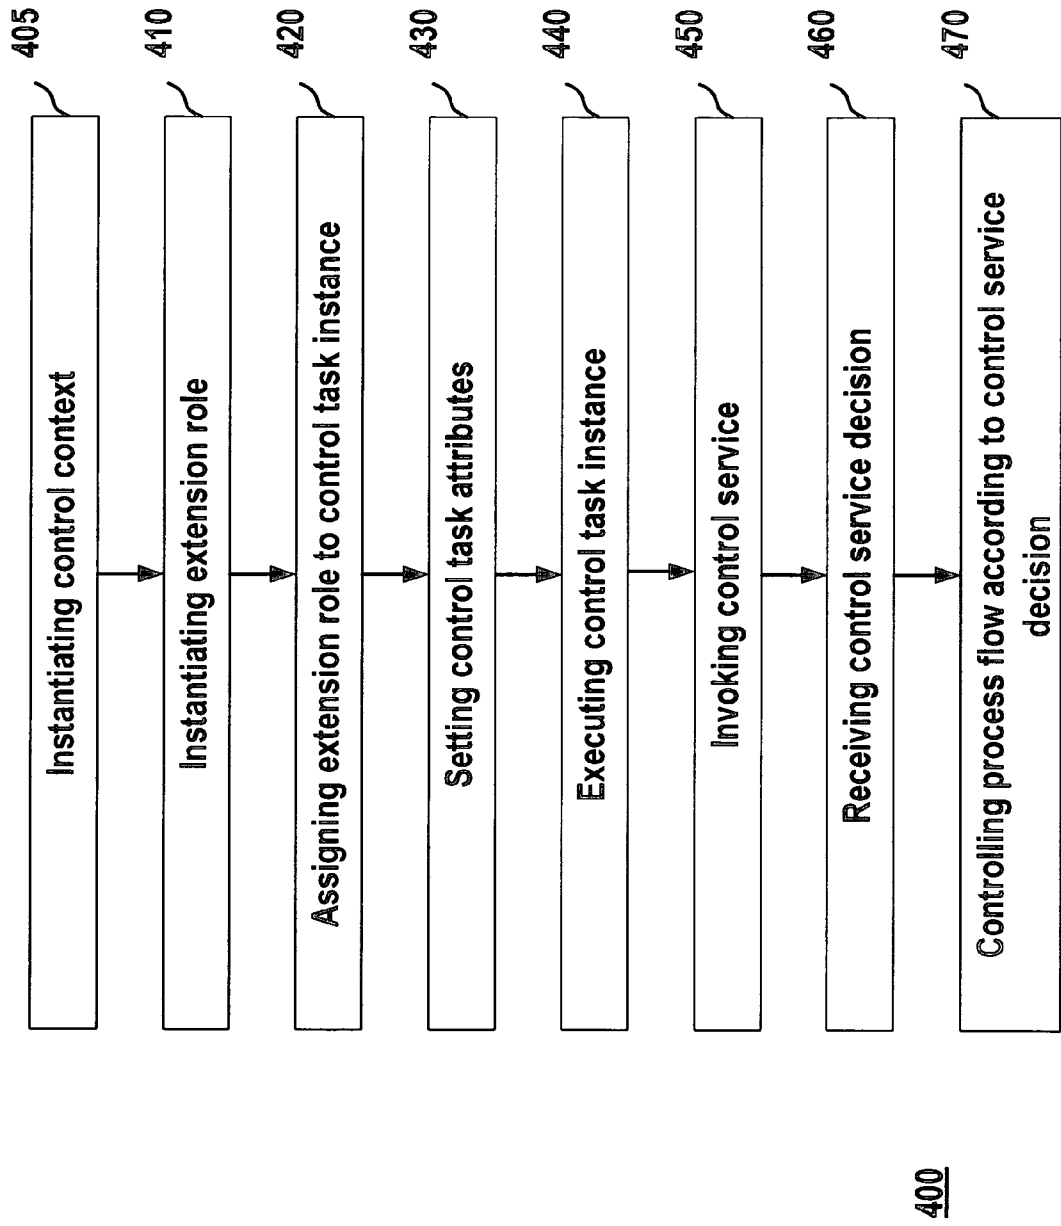 Instantiating control context
405
Instantiating extension role
410
Assigning extension role to control task instance
420
Setting control task attributes
430
Executing control task instance
440
Invoking control service
450
Receiving control service decision
460
Controlling process flow according to control service
decision
470
400